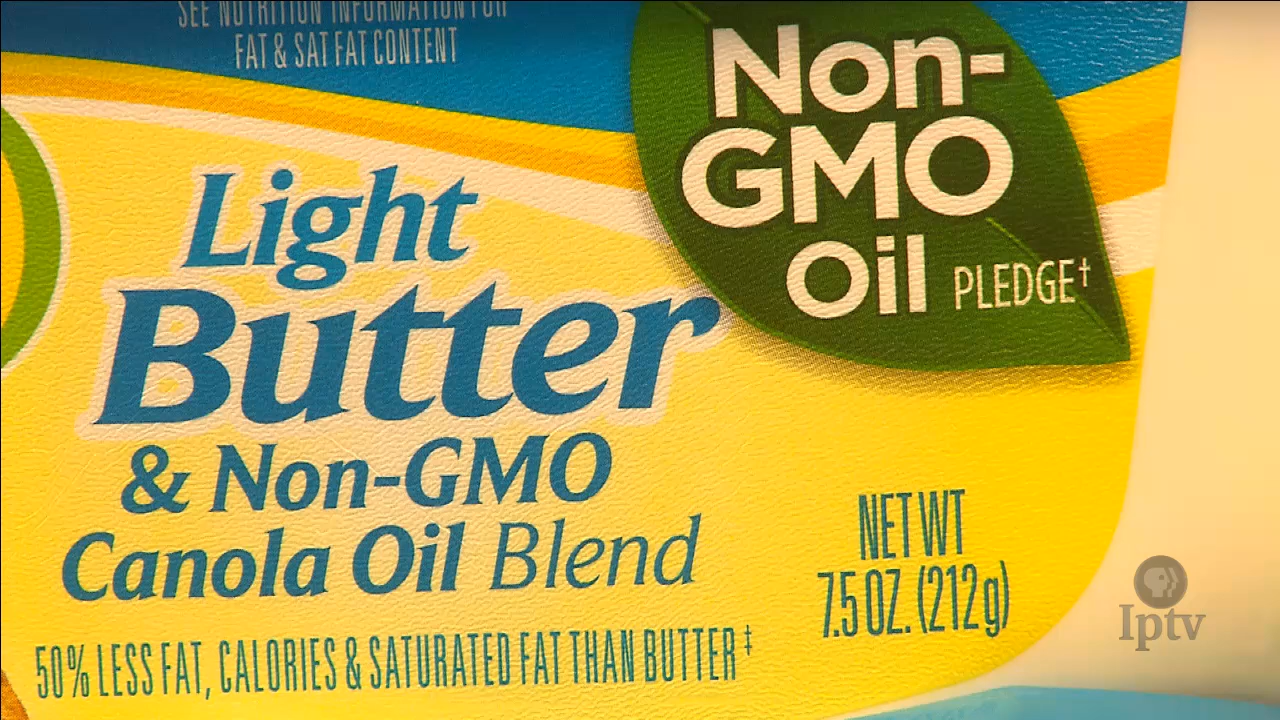 SEE NUTRITION INFORMATION FOR
FAT & SAT FAT CONTENT
Non-
GMO
Oil PLEDGE†
Light
Butter
& Non-GMO
Canola Oil Blend
NET WT
7.5 OZ. (212g)
50% LESS FAT, CALORIES & SATURATED FAT THAN BUTTER‡
Iptv